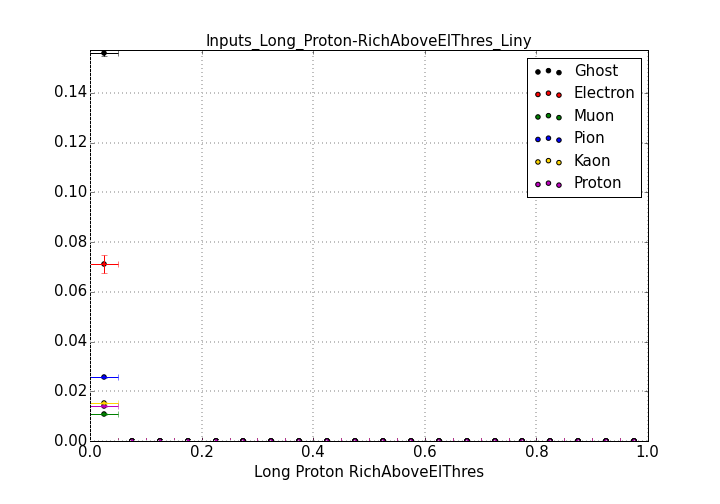 Inputs_Long_Proton-RichAboveElThres_Liny
Ghost
Electron
Muon
Pion
Kaon
Proton
0.14
0.12
0.10
0.08
0.06
0.04
0.02
0.00
0.0 0.2 0.4 0.6 0.8 1.0
Long Proton RichAboveElThres